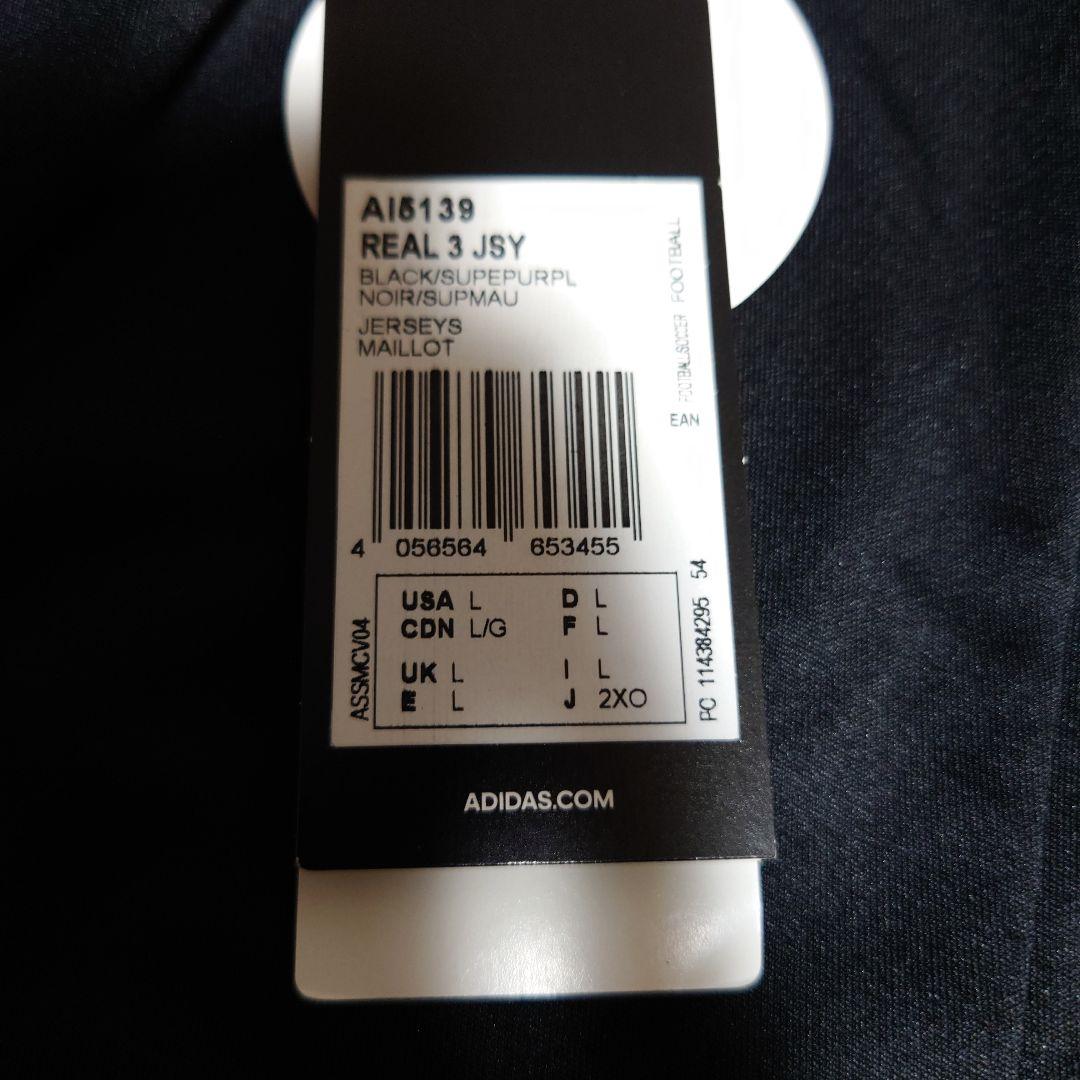 AI5139
REAL 3 JSY
BLACK/SUPEPURPL
NOIR/SUPMAU
JERSEYS
MAILLOT
FOOTBALL/SOCCER FOOTBALL
EAN
4 056564 653455
USA L D L
CDN L/G F L
UK L I L
E L J 2XO
ASSMCV04
PC 114384295 54
ADIDAS.COM